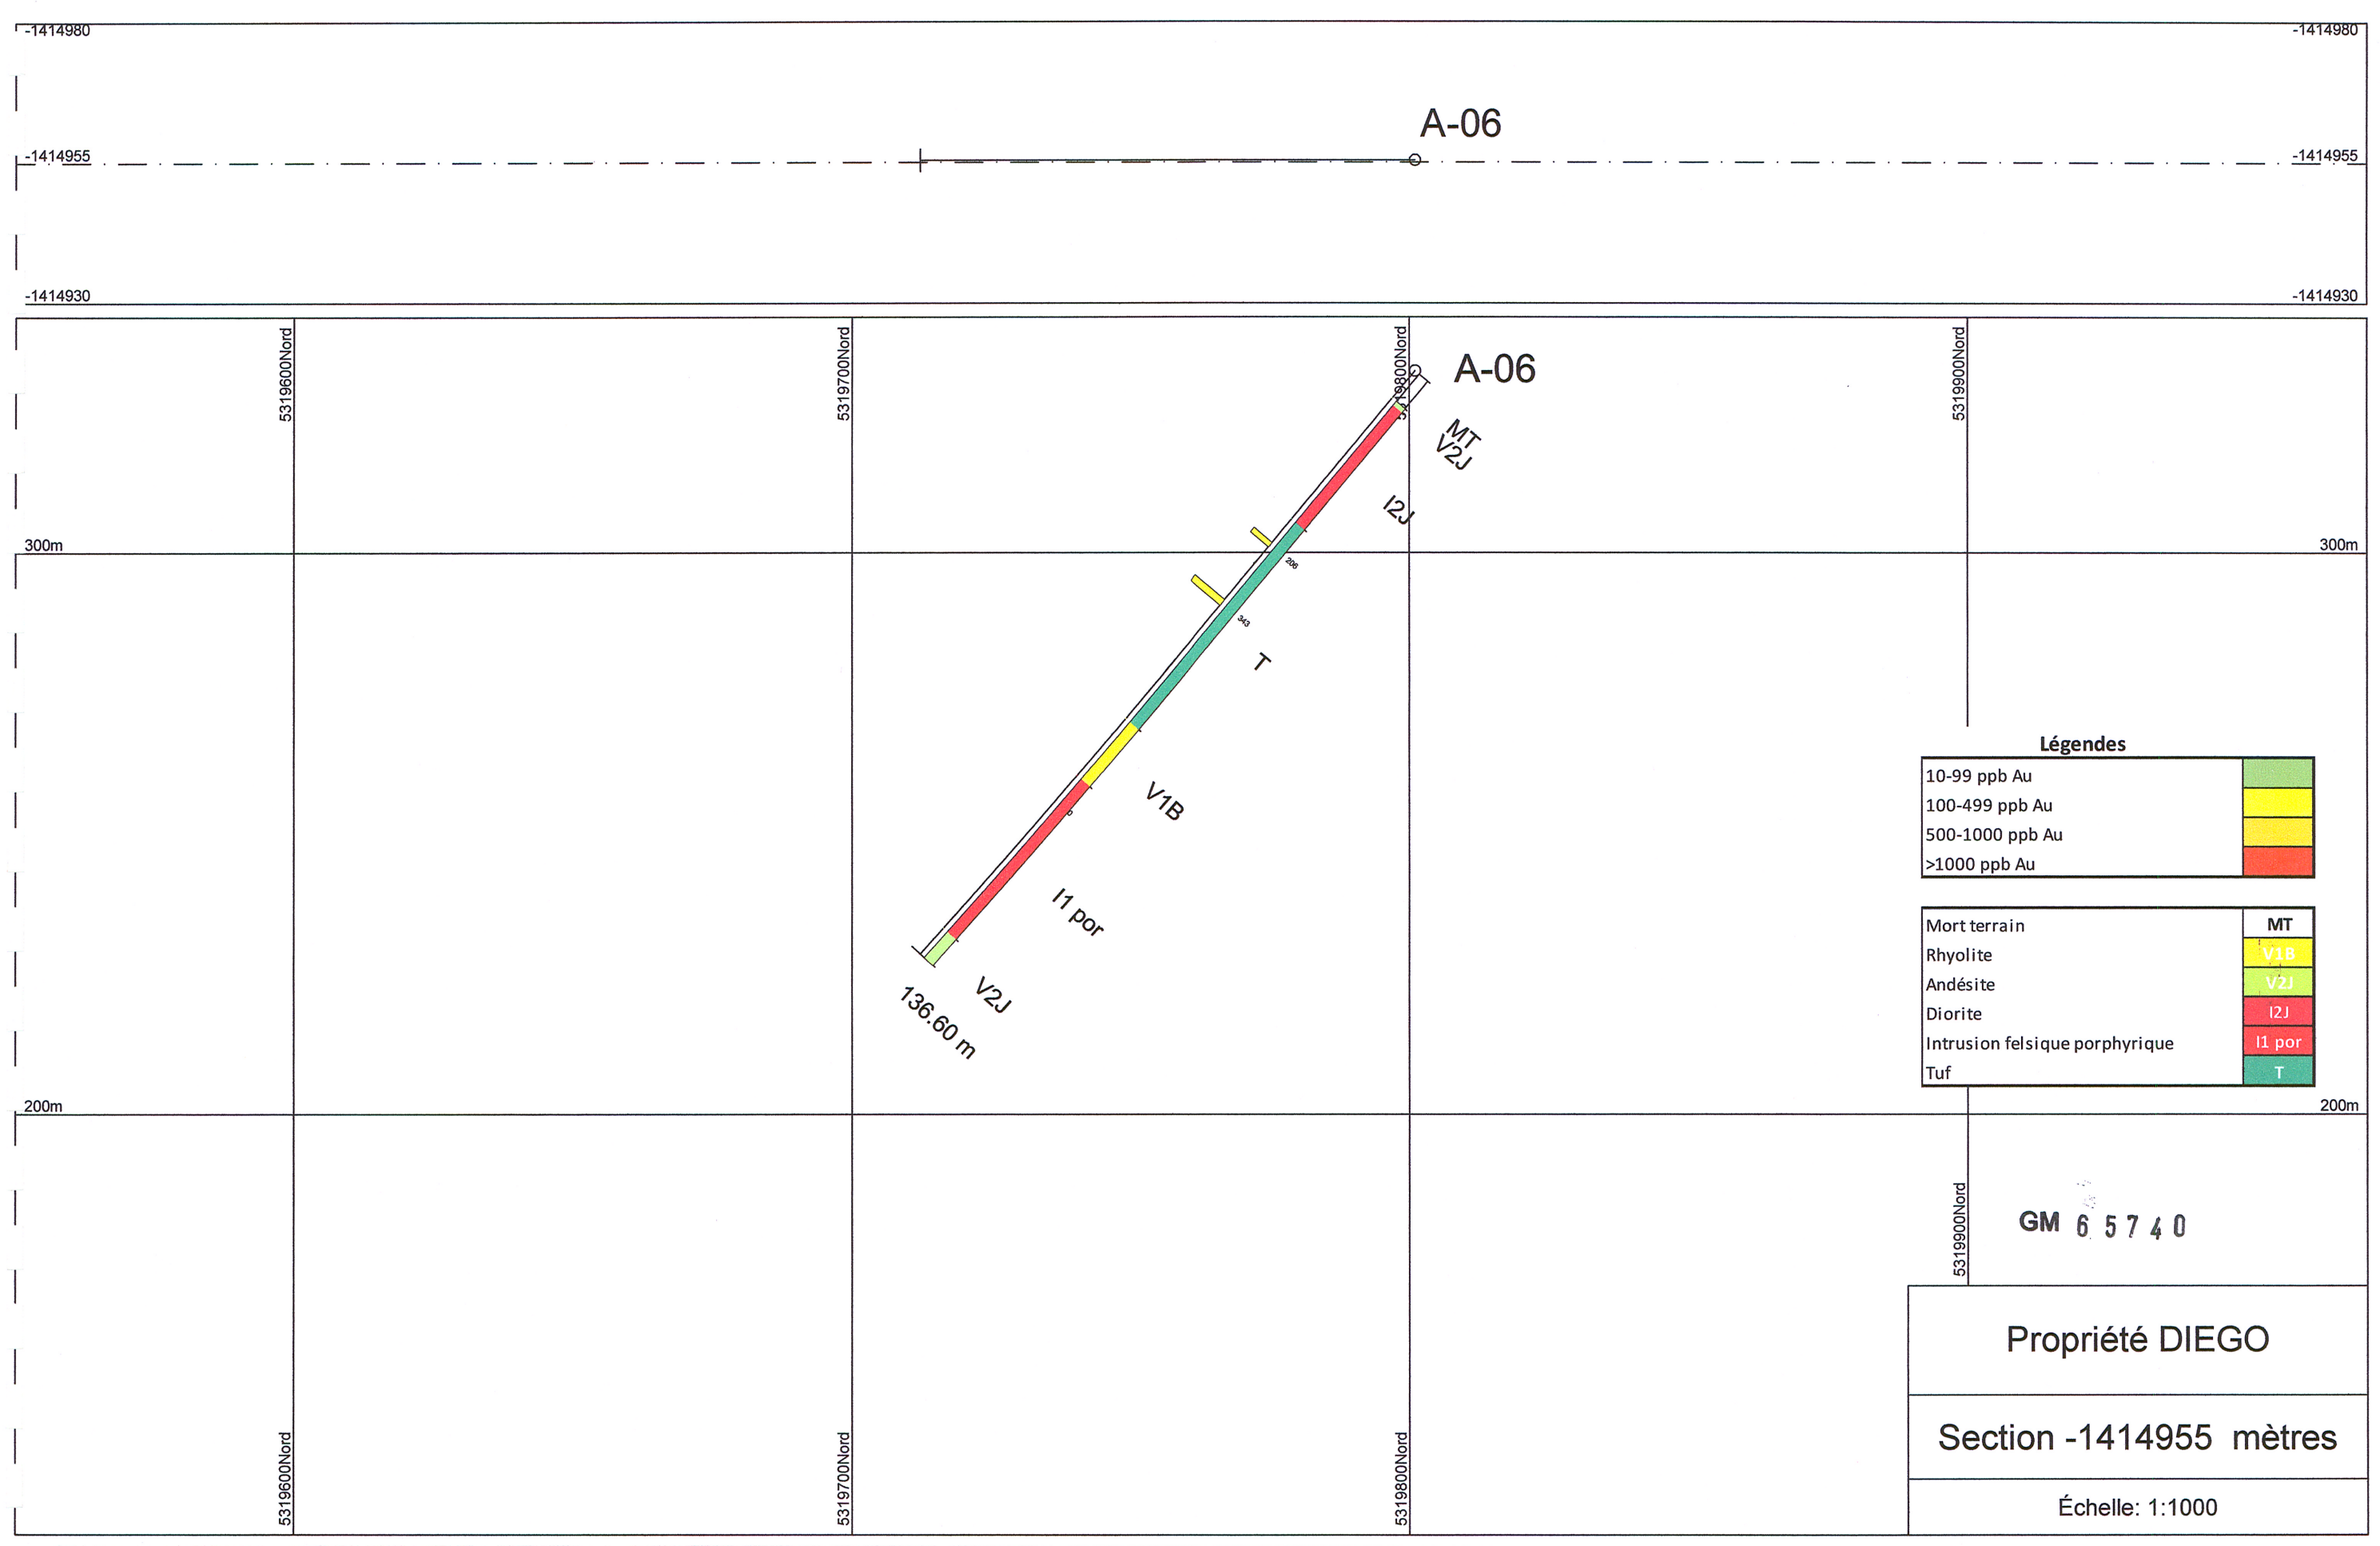 -1414980
-1414980
A-06
-1414955
-1414955
-1414930
-1414930
5319600Nord
5319700Nord
5319800Nord
5319900Nord
A-06
MT
V2J
I2J
300m
300m
206
343
T
V1B
I1 por
V2J
136.60 m
Légendes
10-99 ppb Au
100-499 ppb Au
500-1000 ppb Au
>1000 ppb Au
Mort terrain MT
Rhyolite V1B
Andésite V2J
Diorite I2J
Intrusion felsique porphyrique I1 por
Tuf T
200m
200m
GM 65740
5319600Nord
5319700Nord
5319800Nord
5319900Nord
Propriété DIEGO
Section -1414955 mètres
Échelle: 1:1000